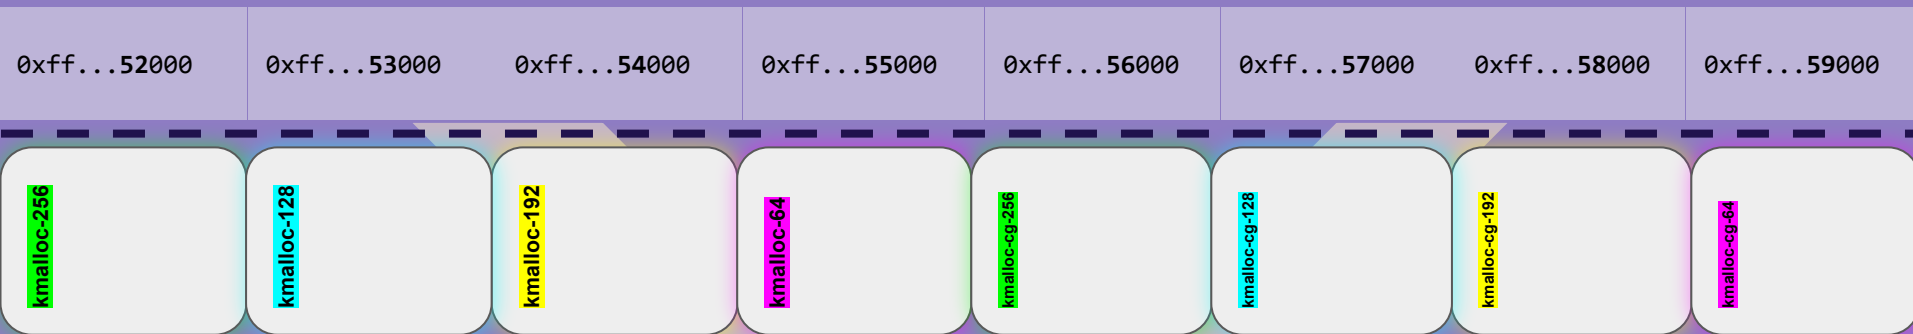 0xff...52000
0xff...53000
0xff...54000
0xff...55000
0xff...56000
0xff...57000
0xff...58000
0xff...59000
kmalloc-256
kmalloc-128
kmalloc-192
kmalloc-64
kmalloc-cg-256
kmalloc-cg-128
kmalloc-cg-192
kmalloc-cg-64